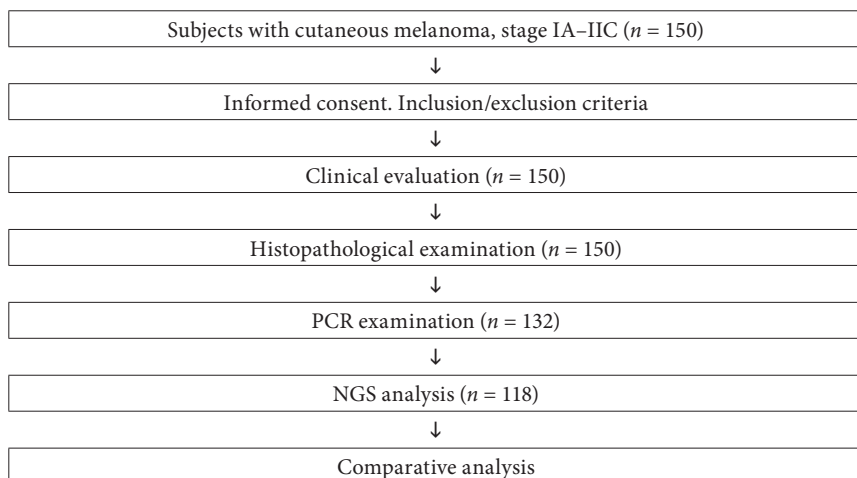 Subjects with cutaneous melanoma, stage IA–IIC (n = 150)
↓
Informed consent. Inclusion/exclusion criteria
↓
Clinical evaluation (n = 150)
↓
Histopathological examination (n = 150)
↓
PCR examination (n = 132)
↓
NGS analysis (n = 118)
↓
Comparative analysis